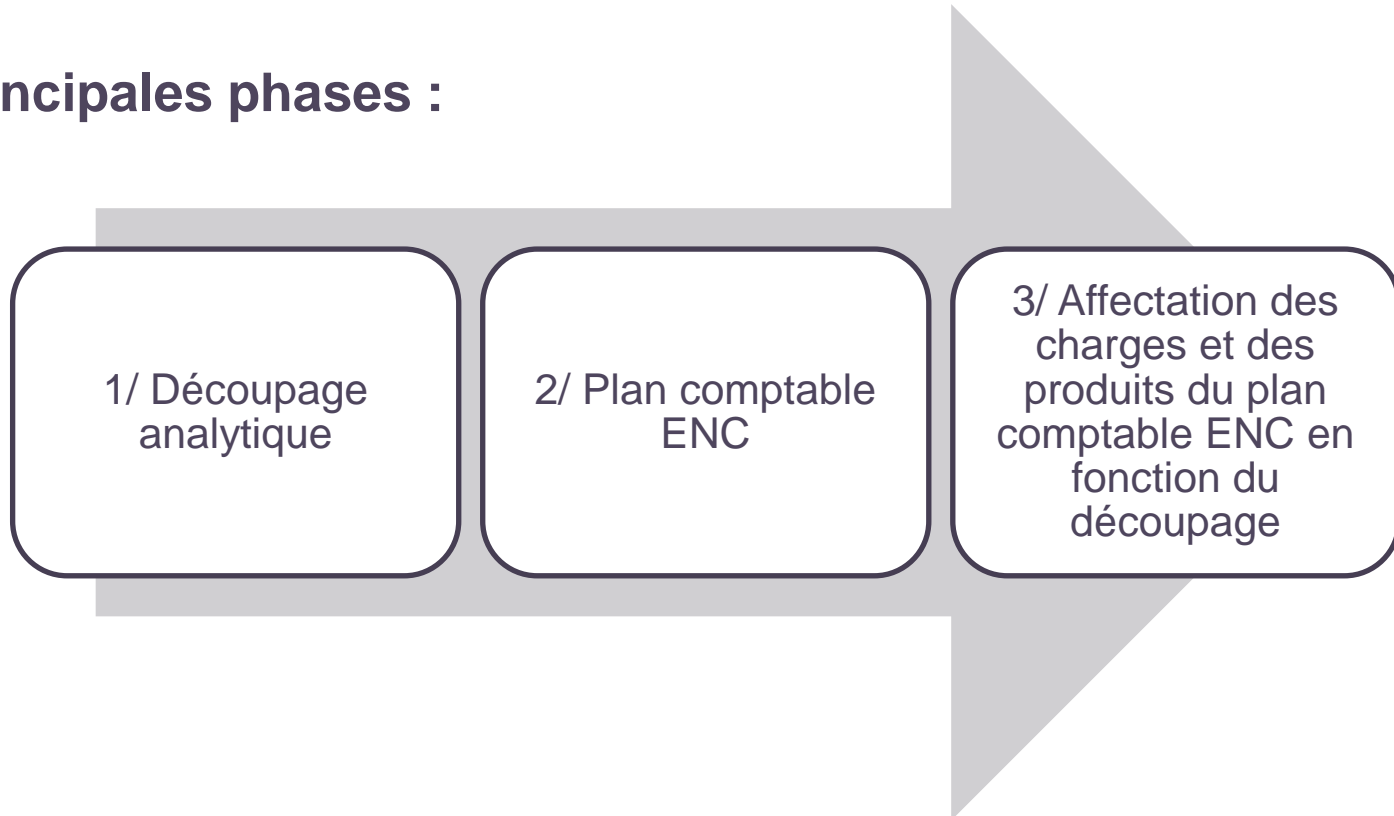 ncipales phases :
1/ Découpage
analytique
2/ Plan comptable
ENC
3/ Affectation des
charges et des
produits du plan
comptable ENC en
fonction du
découpage